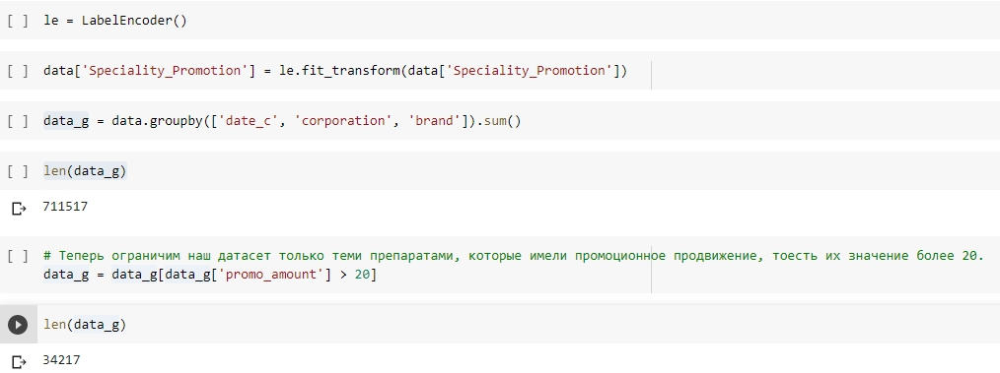 [ ] le = LabelEncoder()
[ ] data['Speciality_Promotion'] = le.fit_transform(data['Speciality_Promotion'])
[ ] data_g = data.groupby(['date_c', 'corporation', 'brand']).sum()
[ ] len(data_g)
711517
[ ] # Теперь ограничим наш датасет только теми препаратами, которые имели промоционное продвижение, тоесть их значение более 20.
data_g = data_g[data_g['promo_amount'] > 20]
len(data_g)
34217